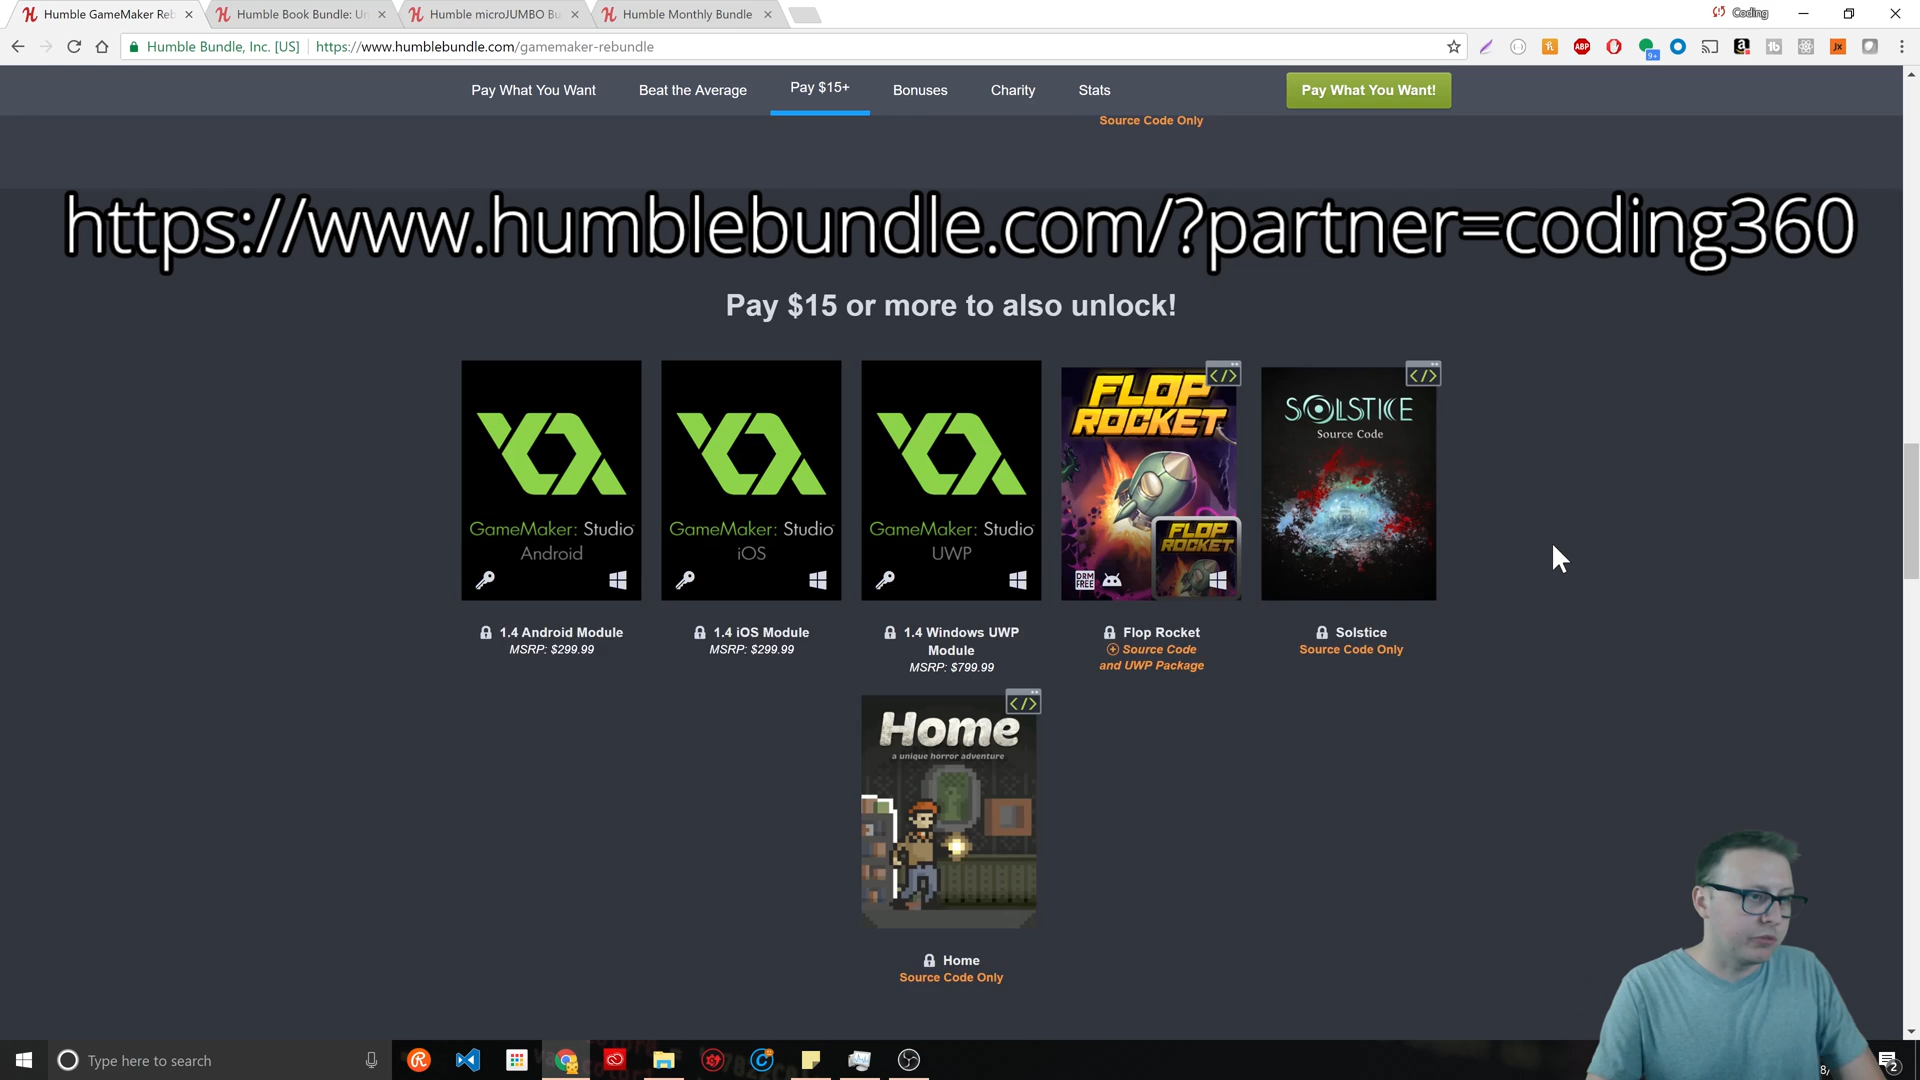 Humble GameMaker Reb
Humble Book Bundle: Un
Humble microJUMBO Bu
Humble Monthly Bundle
Coding
Humble Bundle, Inc. [US]
https://www.humblebundle.com/gamemaker-rebundle
ABP
9+
Pay What You Want
Beat the Average
Pay $15+
Bonuses
Charity
Stats
Pay What You Want!
Source Code Only
https://www.humblebundle.com/?partner=coding360
Pay $15 or more to also unlock!
GameMaker: Studio
Android
GameMaker: Studio
iOS
GameMaker: Studio
UWP
FLOP
ROCKET
FLOP
ROCKET
DRM
FREE
</>
SOLSTICE
Source Code
</>
1.4 Android Module
MSRP: $299.99
1.4 iOS Module
MSRP: $299.99
1.4 Windows UWP
Module
MSRP: $799.99
Flop Rocket
Source Code
and UWP Package
Solstice
Source Code Only
</>
Home
a unique horror adventure
Home
Source Code Only
Type here to search
8/
2